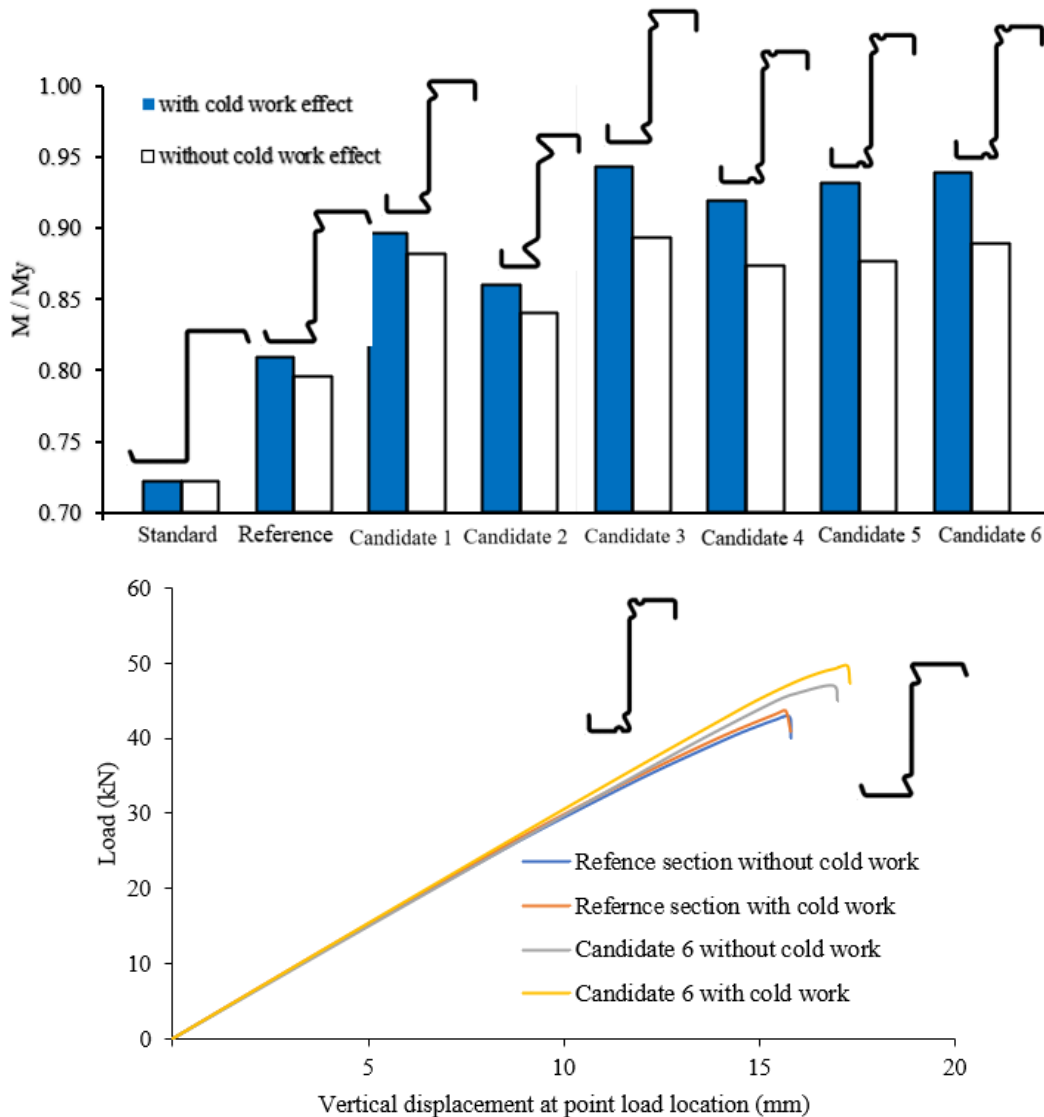 1.00
0.95
0.90
0.85
0.80
0.75
0.70
M / My
with cold work effect
without cold work effect
Standard Reference Candidate 1 Candidate 2 Candidate 3 Candidate 4 Candidate 5 Candidate 6
60
50
40
30
20
10
0
Load (kN)
Refence section without cold work
Refernce section with cold work
Candidate 6 without cold work
Candidate 6 with cold work
5 10 15 20
Vertical displacement at point load location (mm)